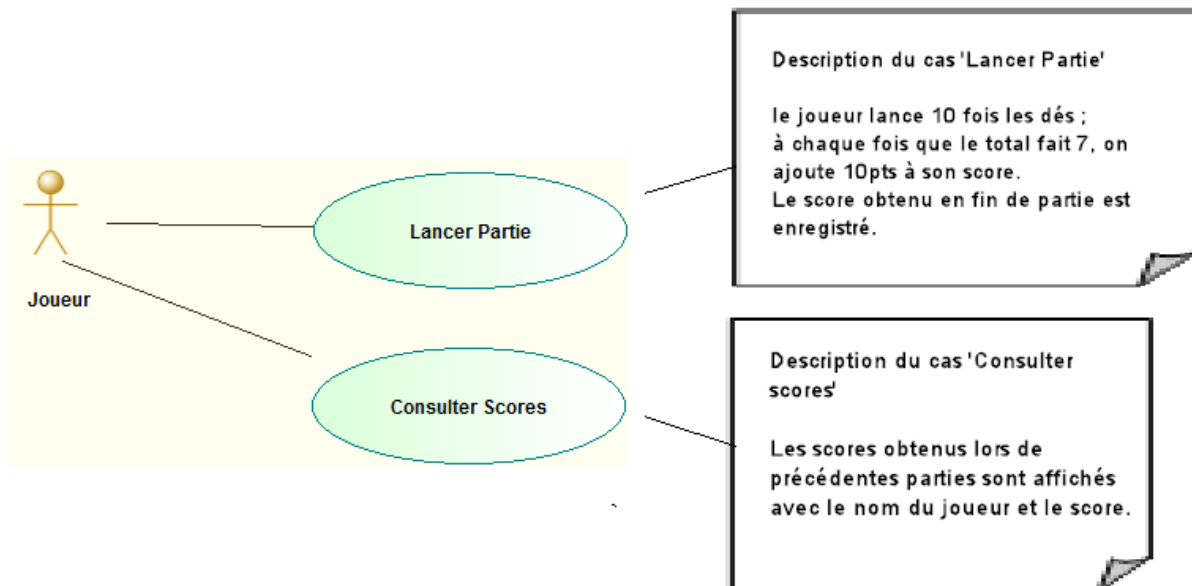 Description du cas 'Lancer Partie'
le joueur lance 10 fois les dés ;
à chaque fois que le total fait 7, on
ajoute 10pts à son score.
Le score obtenu en fin de partie est
enregistré.
Lancer Partie
Joueur
Consulter Scores
Description du cas 'Consulter
scores'
Les scores obtenus lors de
précédentes parties sont affichés
avec le nom du joueur et le score.